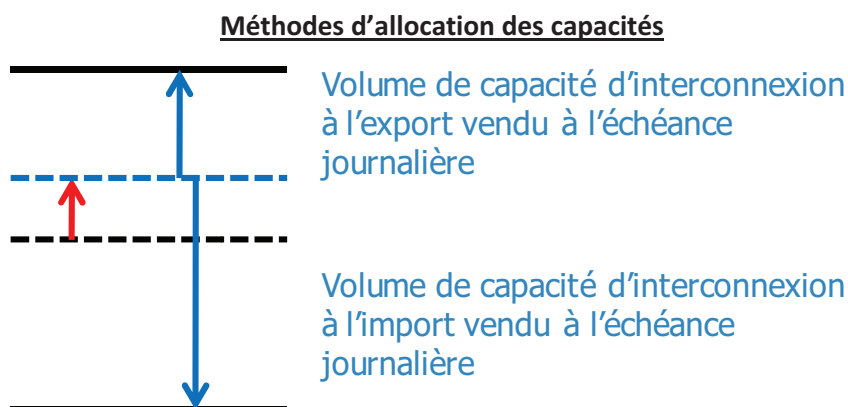 Méthodes d’allocation des capacités
Volume de capacité d’interconnexion
à l’export vendu à l’échéance
journalière
Volume de capacité d’interconnexion
à l’import vendu à l’échéance
journalière